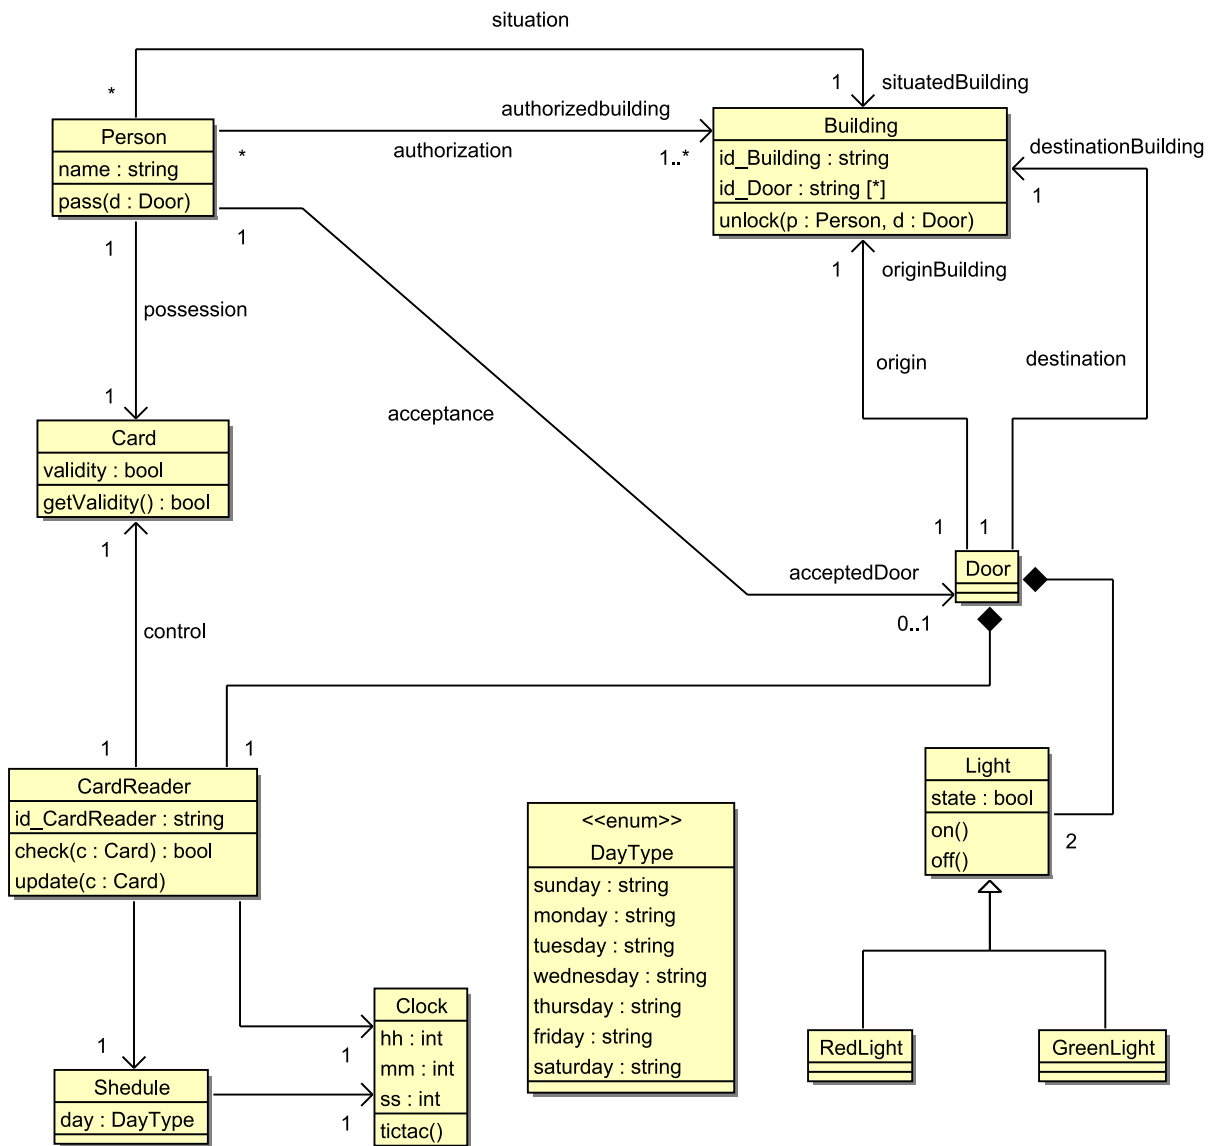 situation
*
1
situatedBuilding
Person
name : string
pass(d : Door)
authorizedbuilding
*
authorization
1..*
Building
id_Building : string
id_Door : string [*]
unlock(p : Person, d : Door)
destinationBuilding
1
1
1
1
originBuilding
possession
origin
destination
1
acceptance
Card
validity : bool
getValidity() : bool
1
1
1
Door
acceptedDoor
0..1
control
1
1
CardReader
id_CardReader : string
check(c : Card) : bool
update(c : Card)
Light
state : bool
on()
off()
2
<<enum>>
DayType
sunday : string
monday : string
tuesday : string
wednesday : string
thursday : string
friday : string
saturday : string
Clock
hh : int
mm : int
ss : int
tictac()
1
1
1
Shedule
day : DayType
RedLight
GreenLight